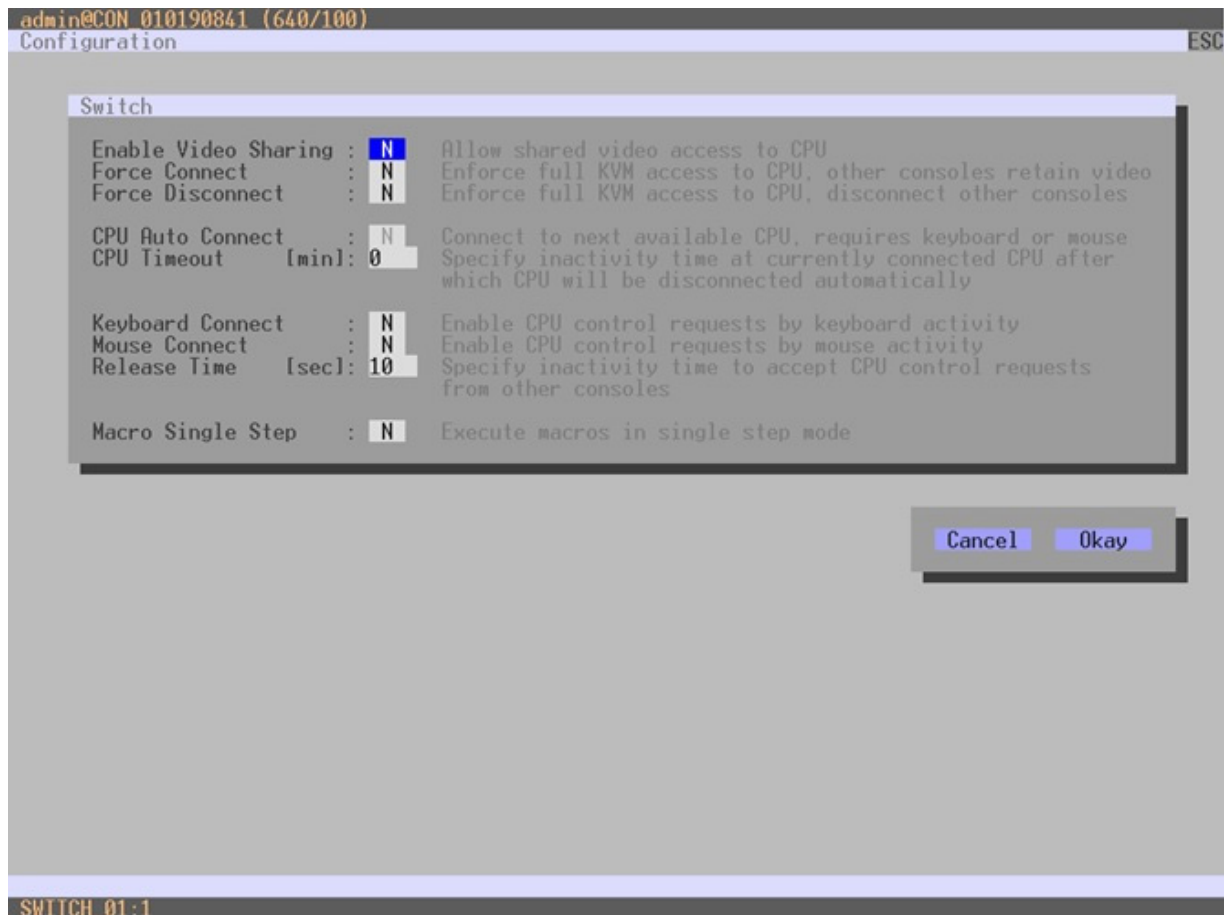 admin@CON_010190841 (640/100)
Configuration ESC
Switch
Enable Video Sharing : N Allow shared video access to CPU
Force Connect : N Enforce full KVM access to CPU, other consoles retain video
Force Disconnect : N Enforce full KVM access to CPU, disconnect other consoles
CPU Auto Connect : N Connect to next available CPU, requires keyboard or mouse
CPU Timeout [min]: 0 Specify inactivity time at currently connected CPU after
which CPU will be disconnected automatically
Keyboard Connect : N Enable CPU control requests by keyboard activity
Mouse Connect : N Enable CPU control requests by mouse activity
Release Time [sec]: 10 Specify inactivity time to accept CPU control requests
from other consoles
Macro Single Step : N Execute macros in single step mode
Cancel Okay
SWITCH_01:1